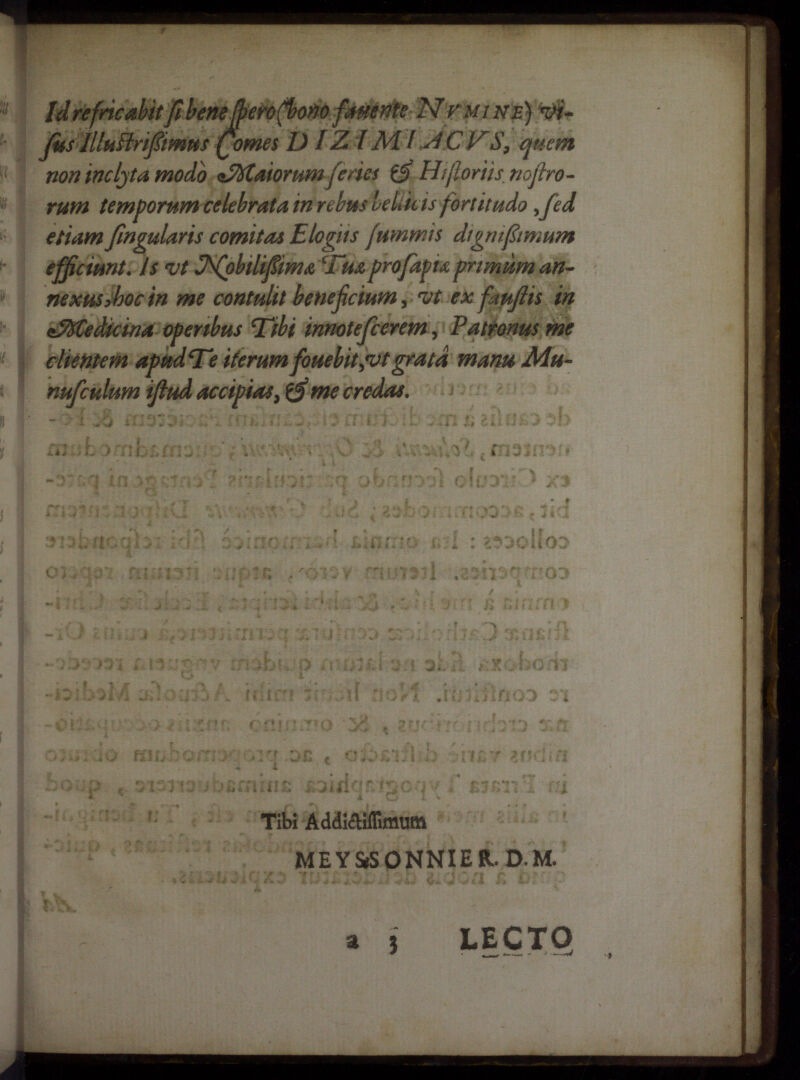 Id refricabit si bene spero (bono fauente NVMINE) vi-
sus Illustrißimus Comes DIZIMIACVS, quem
non inclyta modò Maiorum series & Historiis nostro-
rum temporum celebrata in rebus bellicis fortitudo, sed
etiam singularis comitas Elogiis summis dignißimum
efficiunt. Is vt Nobilißimæ Tuæ prosapiæ primùm an-
nexus, hoc in me contulit beneficium, vt ex faustis in
Medicina operibus Tibi innotescerem, Patronus me
clientem apud Te iterum fouebit, vt gratâ manu Mu-
nusculum istud accipias, & me credas.
Tibi Addictissimum
MEYSSONNIER. D. M.
a 3 LECTO